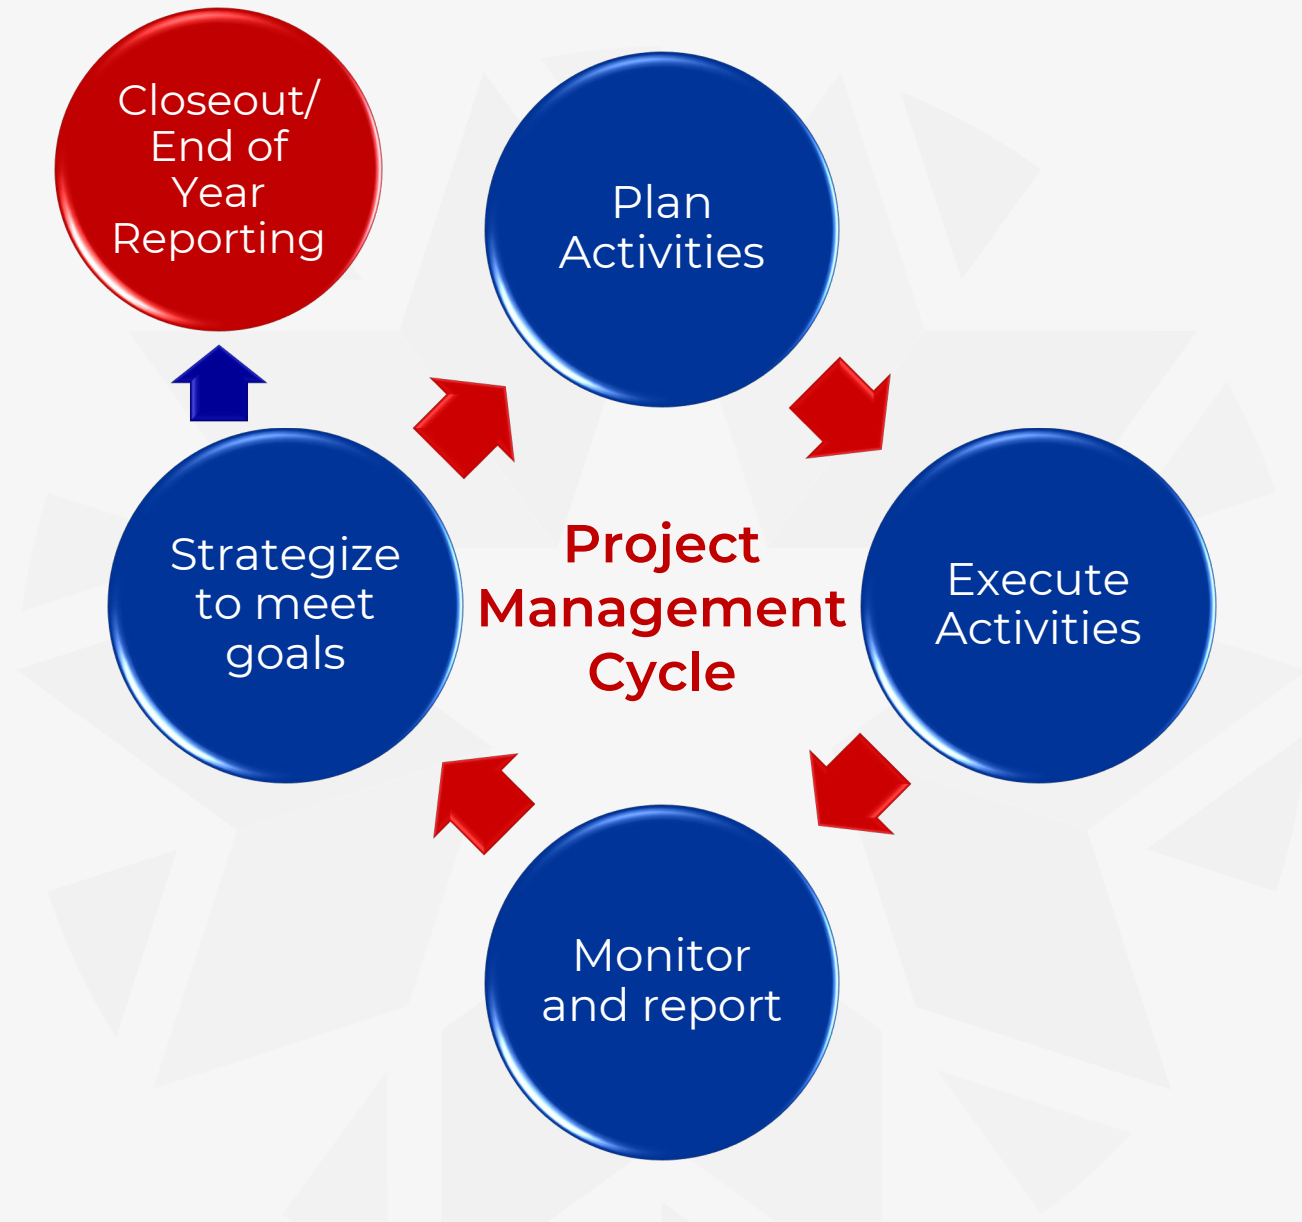 Closeout/
End of
Year
Reporting
Plan
Activities
Execute
Activities
Monitor
and report
Strategize
to meet
goals
Project
Management
Cycle